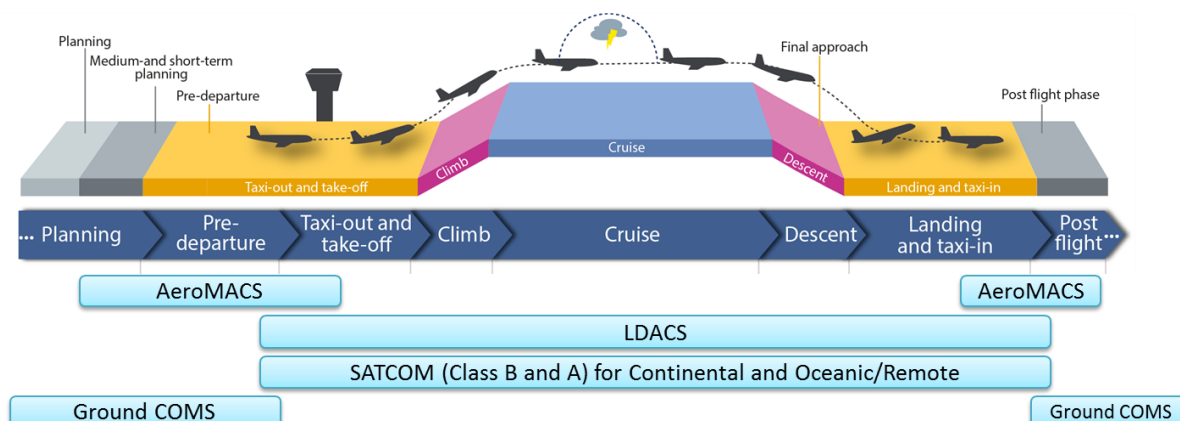 Planning
Medium-and short-term
planning
Pre-departure
Final approach
Post flight phase
Cruise
Climb
Descent
Taxi-out and take-off
Landing and taxi-in
... Planning
Pre-
departure
Taxi-out and
take-off
Climb
Cruise
Descent
Landing
and taxi-in
Post
flight...
AeroMACS
AeroMACS
LDACS
SATCOM (Class B and A) for Continental and Oceanic/Remote
Ground COMS
Ground COMS